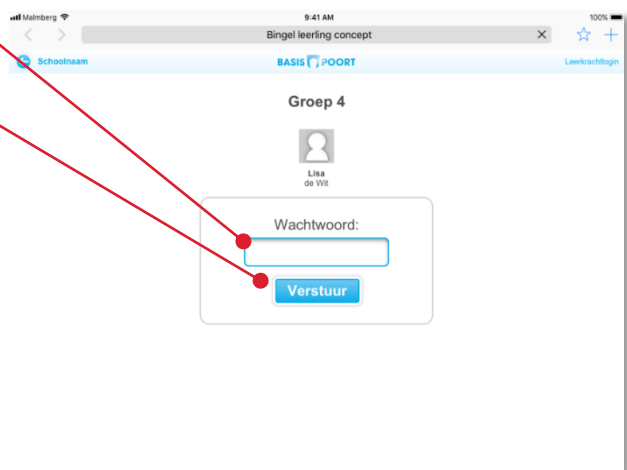 Malmberg 9:41 AM 100%
Bingel leerling concept
Schoolnaam BASIS POORT Leerkrachtlogin
Groep 4
Lisa
de Wit
Wachtwoord:
Verstuur